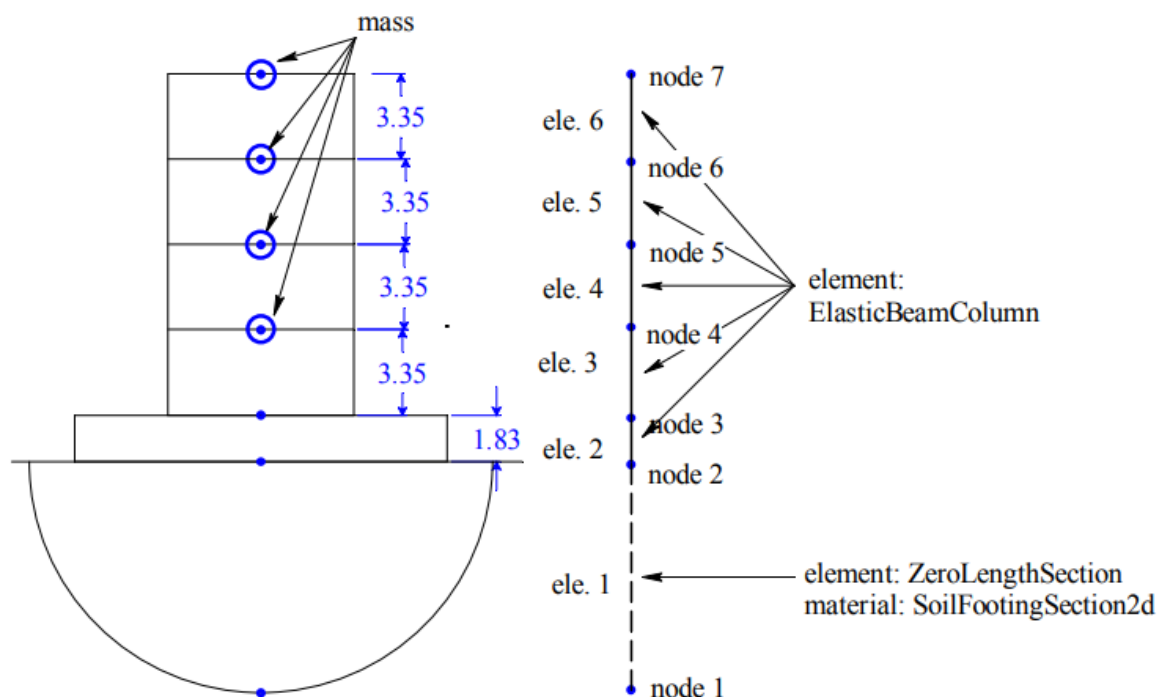 mass
3.35
3.35
3.35
3.35
1.83
node 7
ele. 6
node 6
ele. 5
node 5
ele. 4
node 4
ele. 3
node 3
ele. 2
node 2
ele. 1
node 1
element:
ElasticBeamColumn
element: ZeroLengthSection
material: SoilFootingSection2d